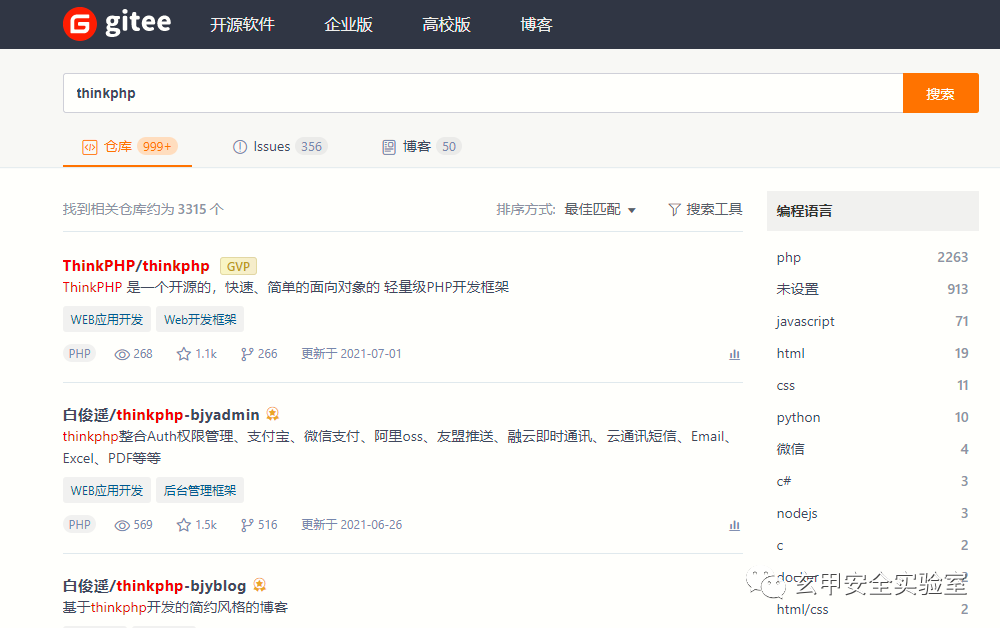 gitee 开源软件 企业版 高校版 博客
thinkphp 搜索
仓库 999+ Issues 356 博客 50
找到相关仓库约为 3315 个 排序方式: 最佳匹配 搜索工具
ThinkPHP/thinkphp GVP
ThinkPHP 是一个开源的，快速、简单的面向对象的 轻量级PHP开发框架
WEB应用开发 Web开发框架
PHP 268 1.1k 266 更新于 2021-07-01
白俊遥/thinkphp-bjyadmin
thinkphp整合Auth权限管理、支付宝、微信支付、阿里oss、友盟推送、融云即时通讯、云通讯短信、Email、
Excel、PDF等等
WEB应用开发 后台管理框架
PHP 569 1.5k 516 更新于 2021-06-26
白俊遥/thinkphp-bjyblog
基于thinkphp开发的简约风格的博客
编程语言
php 2263
未设置 913
javascript 71
html 19
css 11
python 10
微信 4
c# 3
nodejs 3
c 2
docker 2
html/css 2
玄甲安全实验室